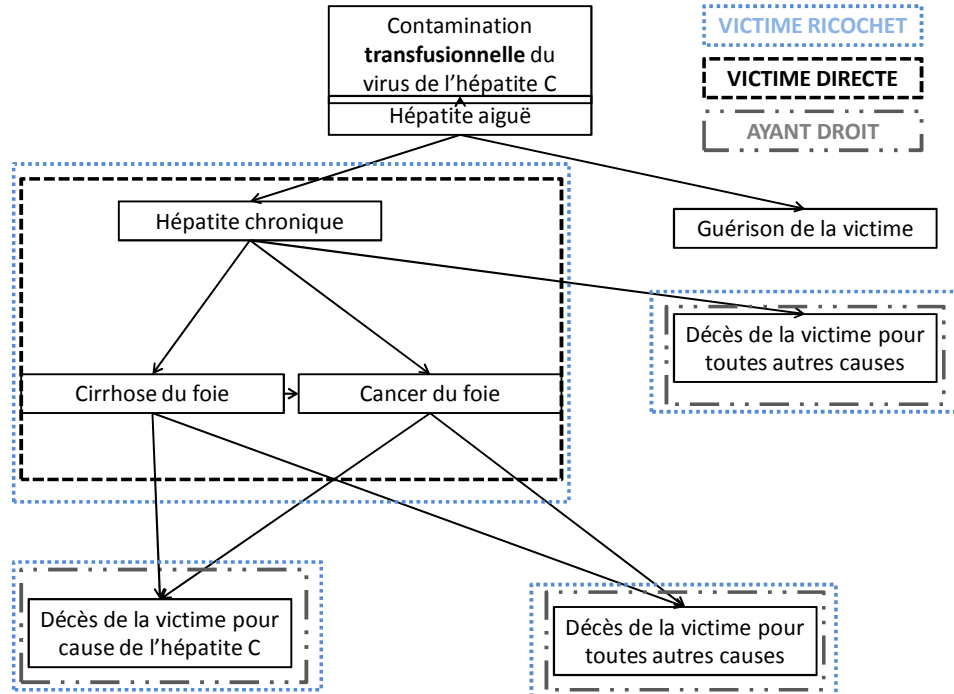 Contamination
transfusionnelle du
virus de l'hépatite C
Hépatite aiguë
VICTIME RICOCHET
VICTIME DIRECTE
AYANT DROIT
Hépatite chronique
Guérison de la victime
Décès de la victime pour
toutes autres causes
Cirrhose du foie
Cancer du foie
Décès de la victime pour
cause de l'hépatite C
Décès de la victime pour
toutes autres causes